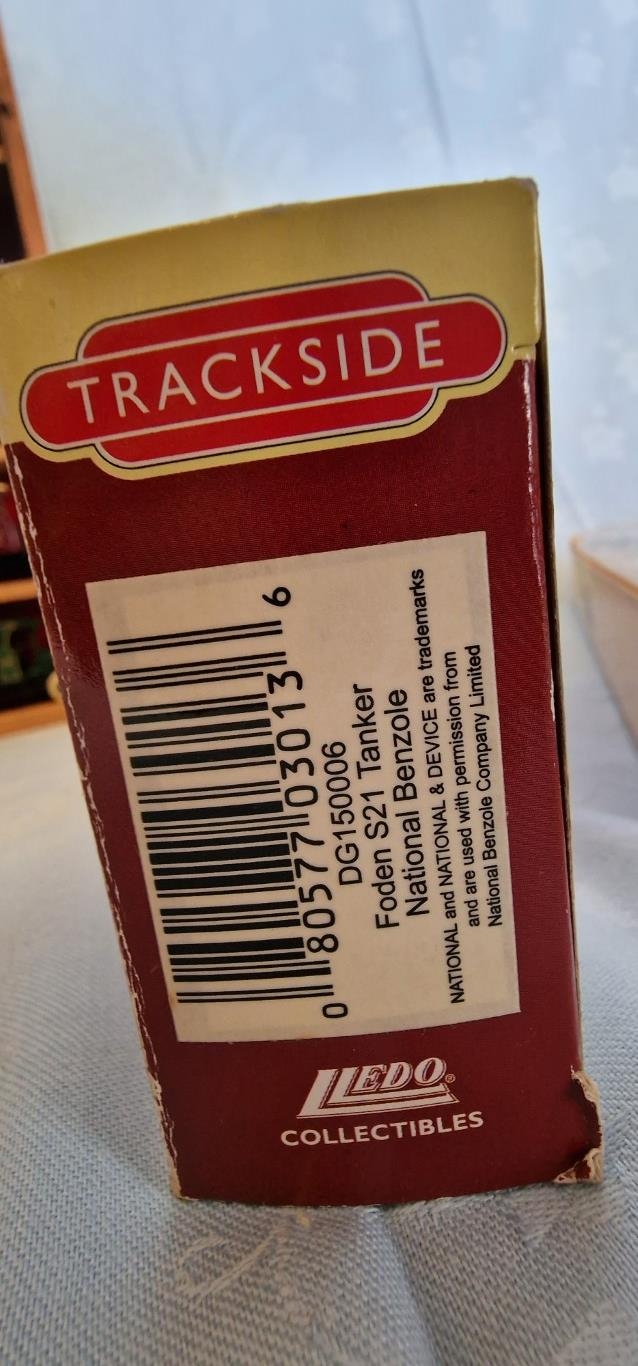 TRACKSIDE
0 80577 03013 6
DG150006
Foden S21 Tanker
National Benzole
NATIONAL and NATIONAL & DEVICE are trademarks
and are used with permission from
National Benzole Company Limited
LLEDO®
COLLECTIBLES